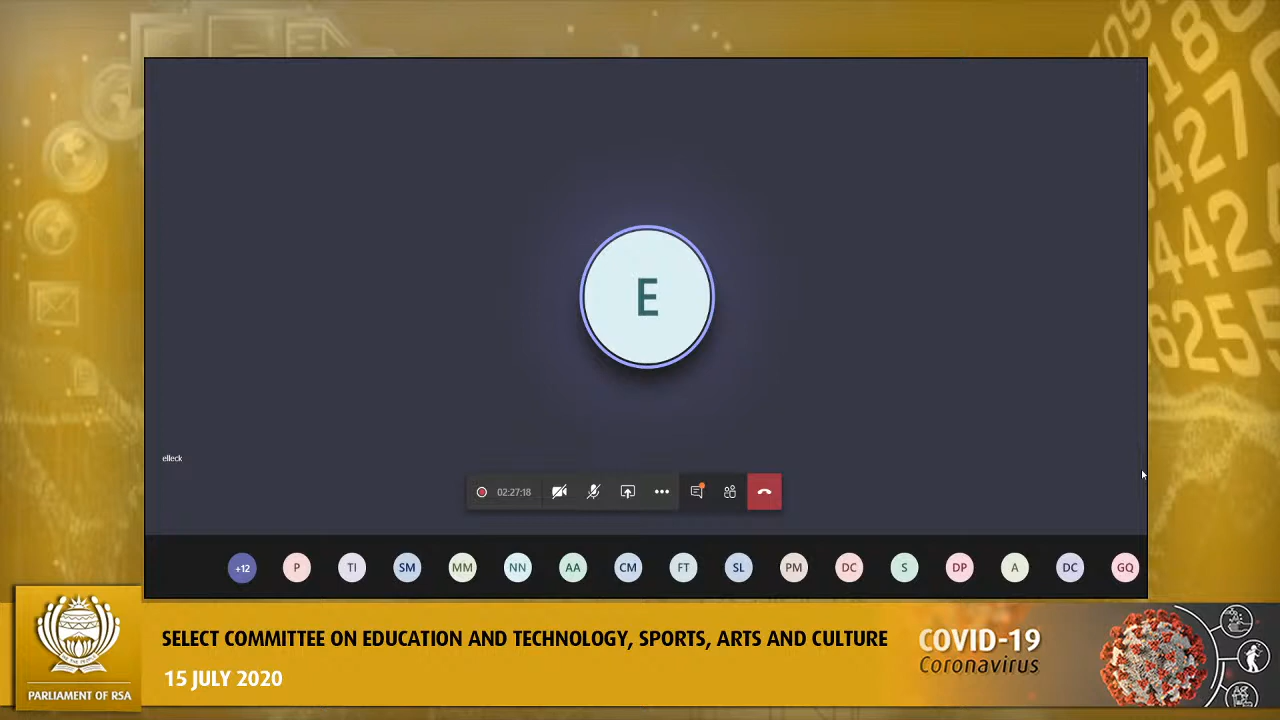 E
elleck
02:27:18
+12 P TI SM MM NN AA CM FT SL PM DC S DP A DC GQ
SELECT COMMITTEE ON EDUCATION AND TECHNOLOGY, SPORTS, ARTS AND CULTURE
15 JULY 2020
PARLIAMENT OF RSA
COVID-19
Coronavirus